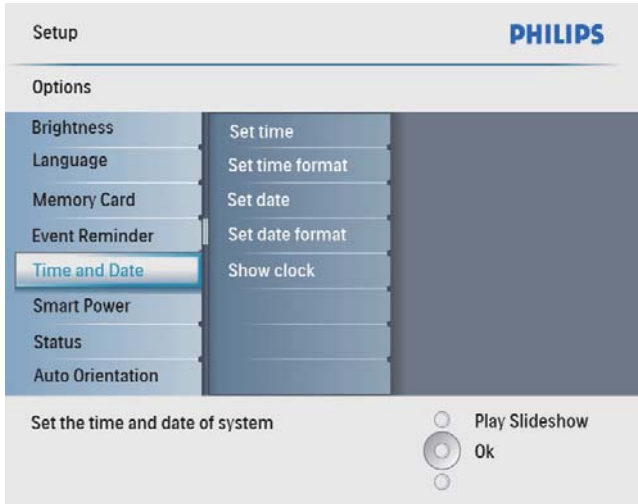 Setup
PHILIPS
Options
Brightness
Language
Memory Card
Event Reminder
Time and Date
Smart Power
Status
Auto Orientation
Set time
Set time format
Set date
Set date format
Show clock
Set the time and date of system
Play Slideshow
Ok